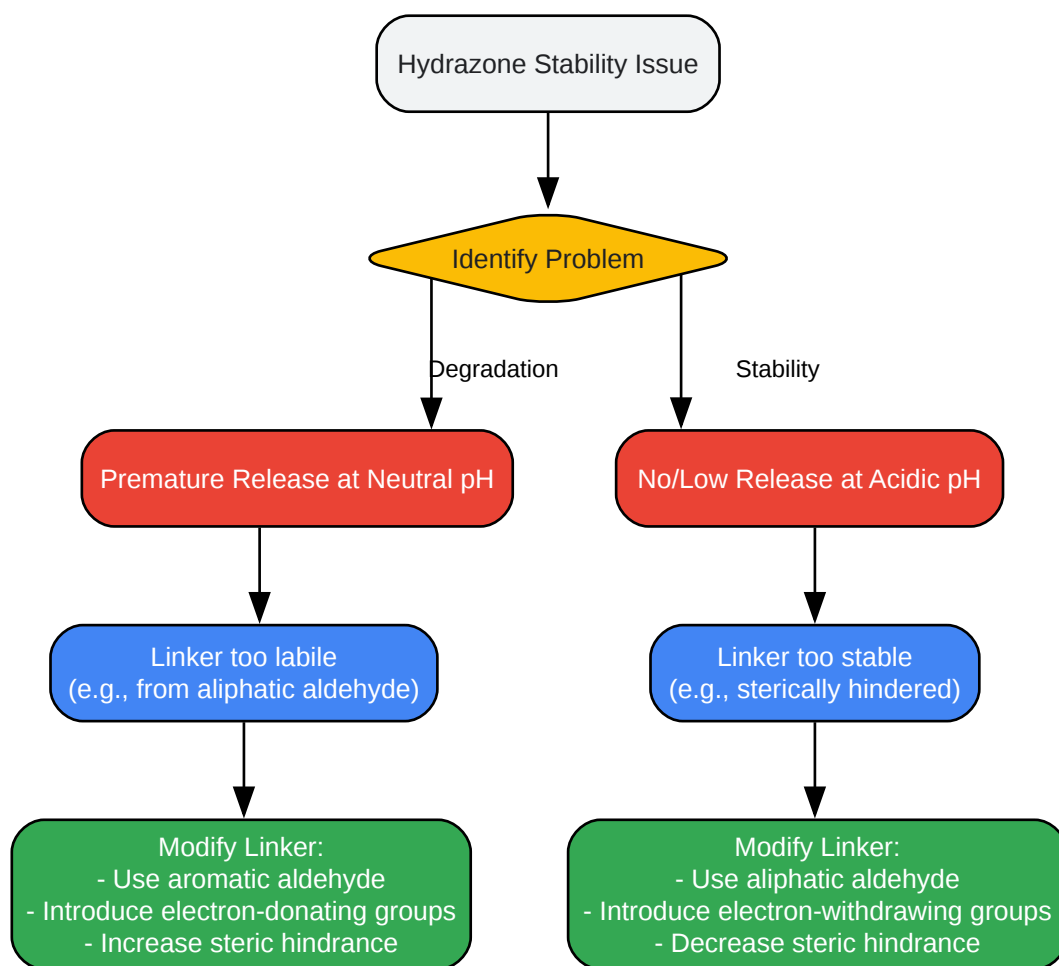 Hydrazone Stability Issue
Identify Problem
Degradation
Stability
Premature Release at Neutral pH
No/Low Release at Acidic pH
Linker too labile
(e.g., from aliphatic aldehyde)
Linker too stable
(e.g., sterically hindered)
Modify Linker:
- Use aromatic aldehyde
- Introduce electron-donating groups
- Increase steric hindrance
Modify Linker:
- Use aliphatic aldehyde
- Introduce electron-withdrawing groups
- Decrease steric hindrance